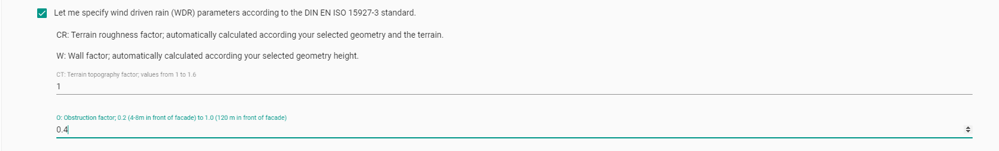 Let me specify wind driven rain (WDR) parameters according to the DIN EN ISO 15927-3 standard.
CR: Terrain roughness factor; automatically calculated according your selected geometry and the terrain.
W: Wall factor; automatically calculated according your selected geometry height.
CT: Terrain topography factor; values from 1 to 1.6
1
O: Obstruction factor; 0.2 (4-8m in front of facade) to 1.0 (120 m in front of facade)
0.4